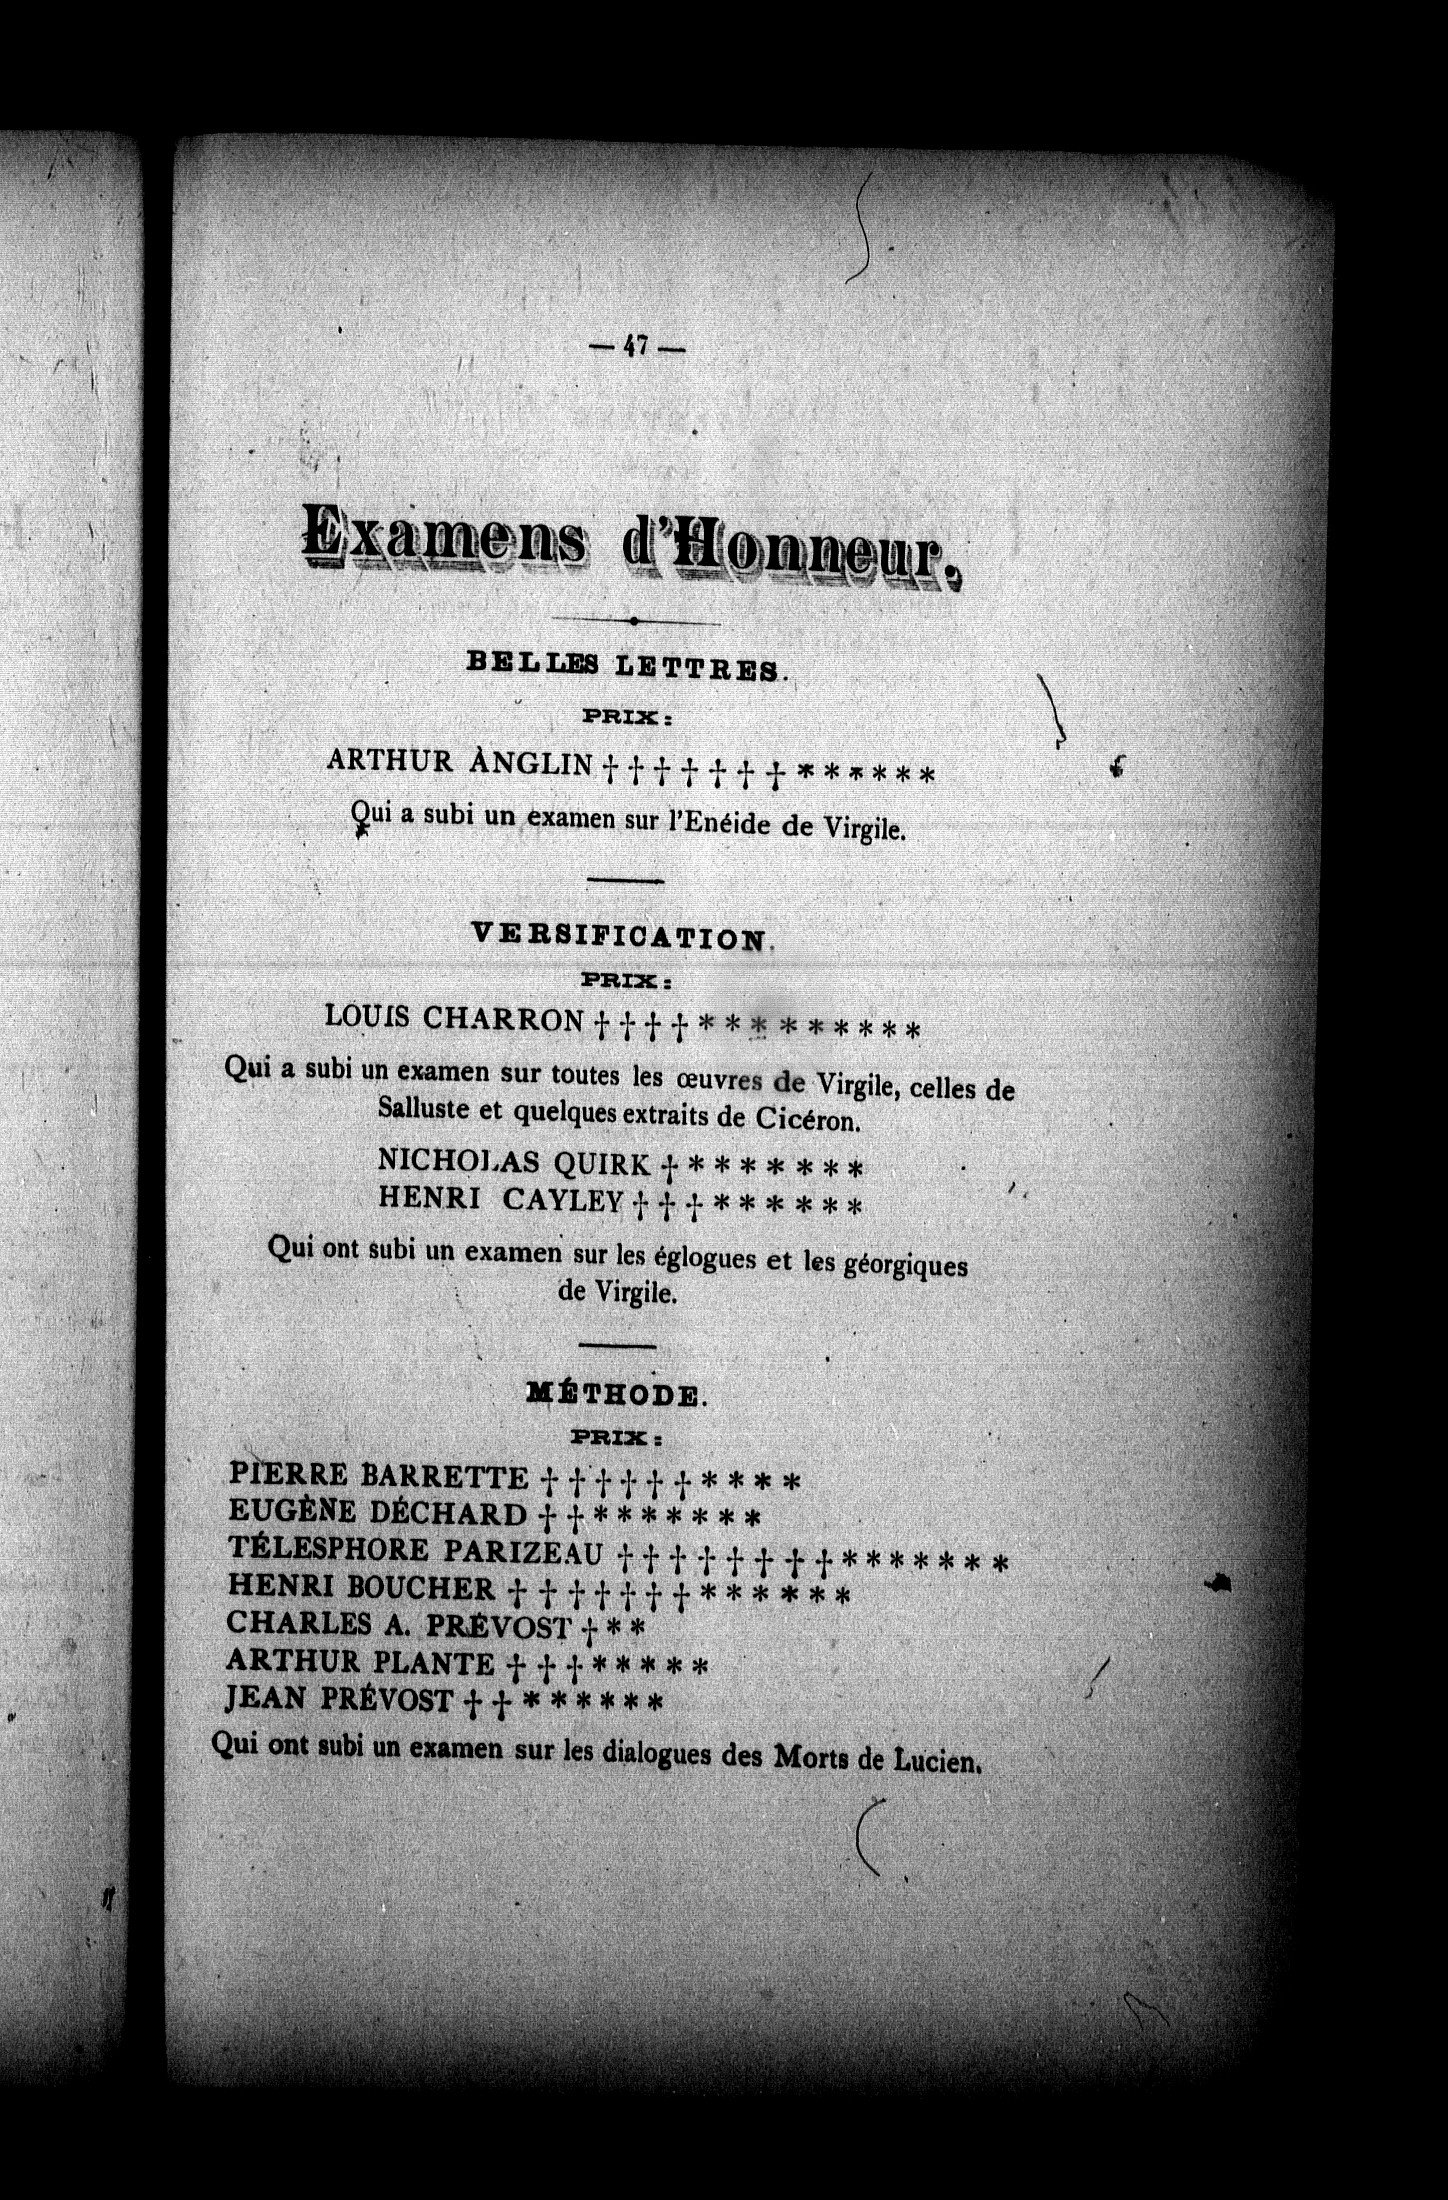 — 47 —
Examens d'Honneur.
BELLES LETTRES.
PRIX:
ARTHUR ÀNGLIN † † † † † † † * * * * * *
Qui a subi un examen sur l'Enéide de Virgile.
VERSIFICATION.
PRIX:
LOUIS CHARRON † † † † * * * * * * * * *
Qui a subi un examen sur toutes les œuvres de Virgile, celles de
Salluste et quelques extraits de Cicéron.
NICHOLAS QUIRK † * * * * * * *
HENRI CAYLEY † † † * * * * * *
Qui ont subi un examen sur les églogues et les géorgiques
de Virgile.
MÉTHODE.
PRIX:
PIERRE BARRETTE † † † † † † * * * *
EUGÈNE DÉCHARD † † * * * * * * *
TÉLESPHORE PARIZEAU † † † † † † † † * * * * * * *
HENRI BOUCHER † † † † † † † * * * * * *
CHARLES A. PRÉVOST † * *
ARTHUR PLANTE † † † * * * * *
JEAN PRÉVOST † † * * * * * *
Qui ont subi un examen sur les dialogues des Morts de Lucien.